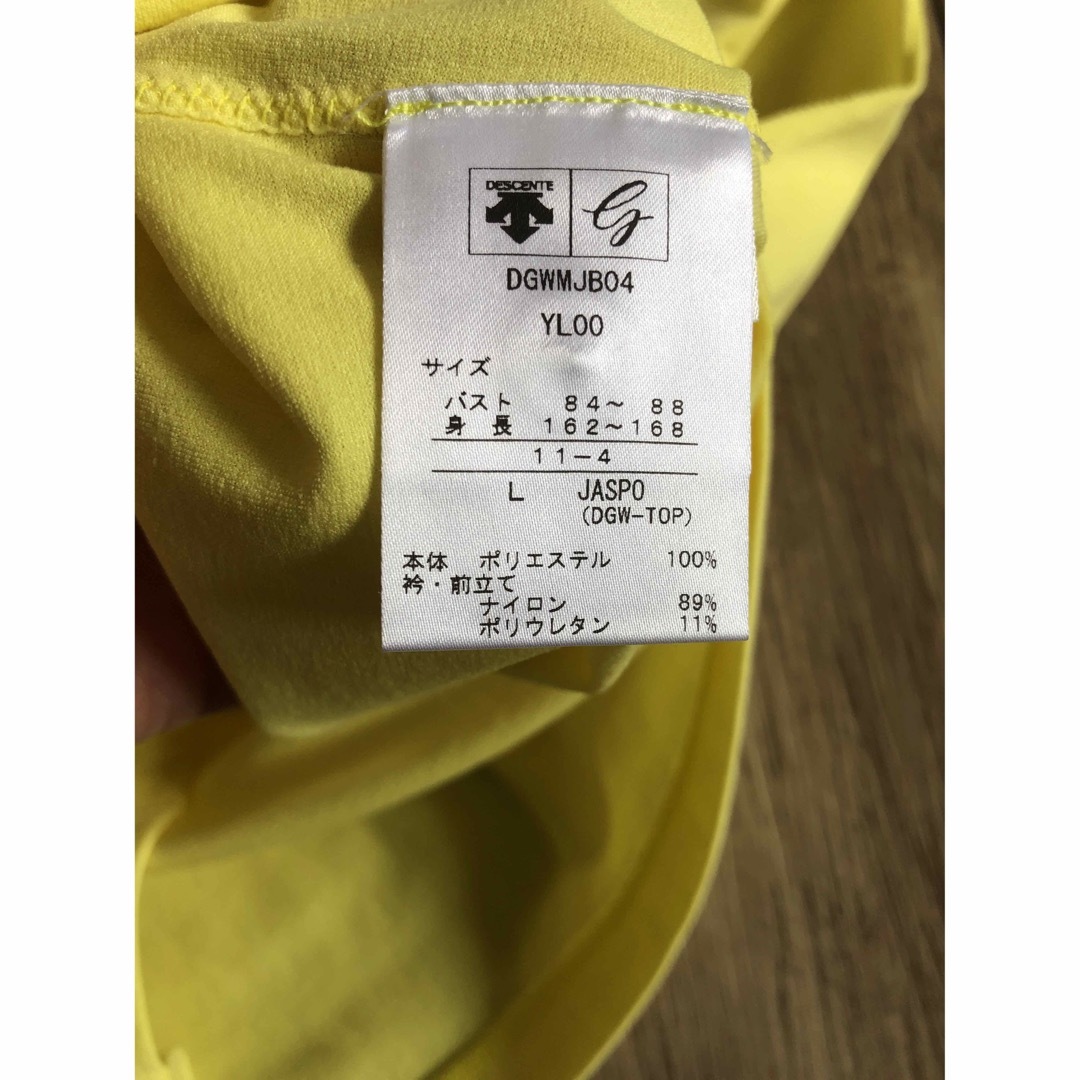 DESCENTE
G
DGWMJB04
YL00
サイズ
バスト 84〜 88
身長 162〜168
11-4
L JASPO
(DGW-TOP)
本体 ポリエステル 100%
衿・前立て
ナイロン 89%
ポリウレタン 11%